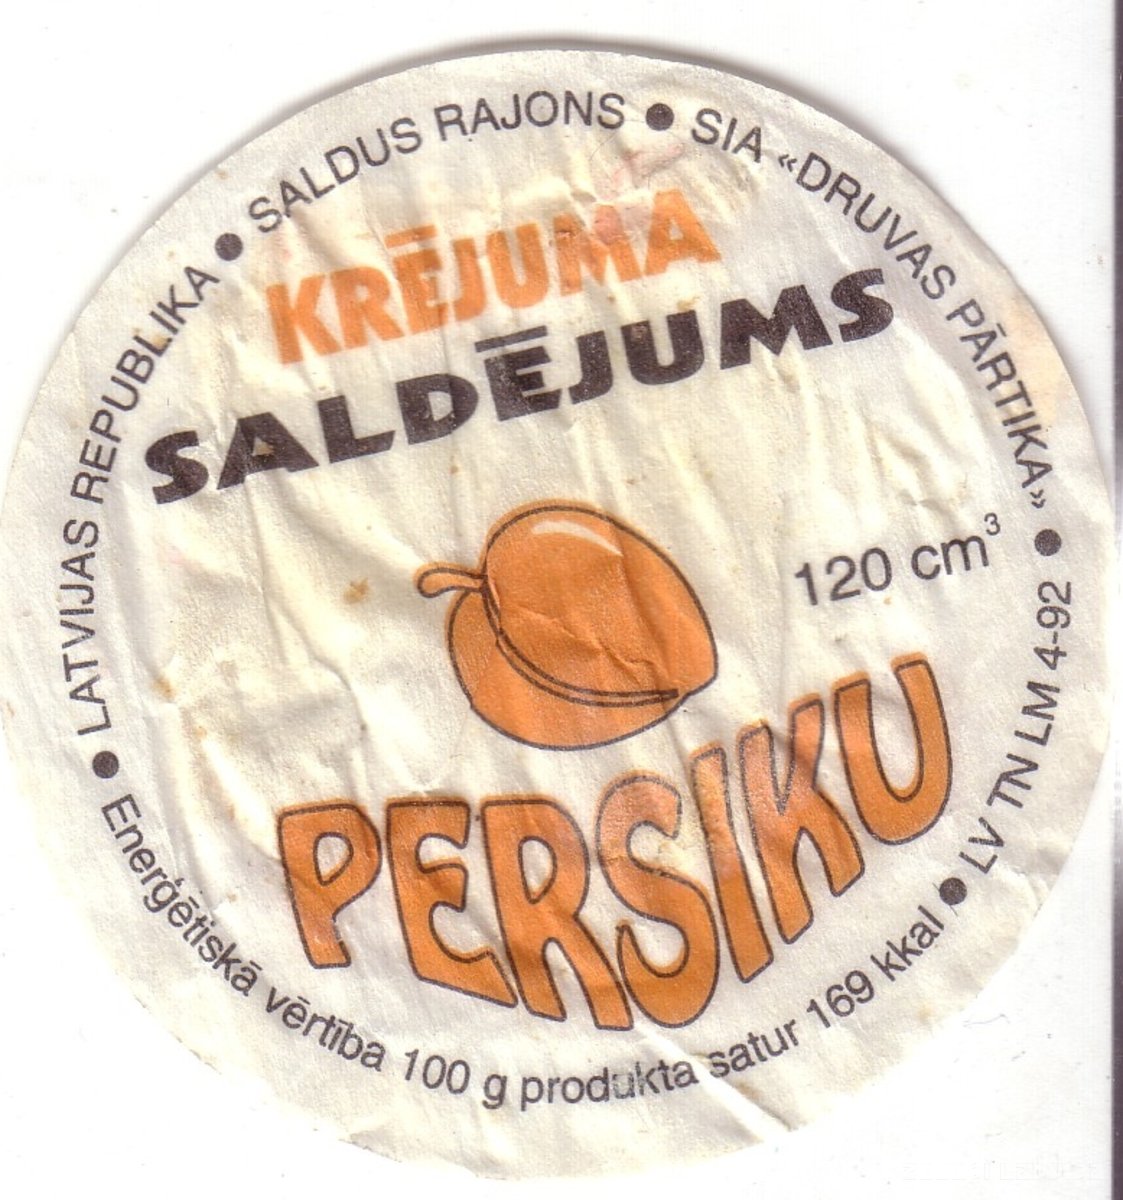 ● LATVIJAS REPUBLIKA ● SALDUS RAJONS ● SIA «DRUVAS PĀRTIKA» ● LV TN LM 4-92 ●
KRĒJUMA
SALDĒJUMS
120 cm³
PERSIKU
Enerģētiskā vērtība 100 g produkta satur 169 kkal